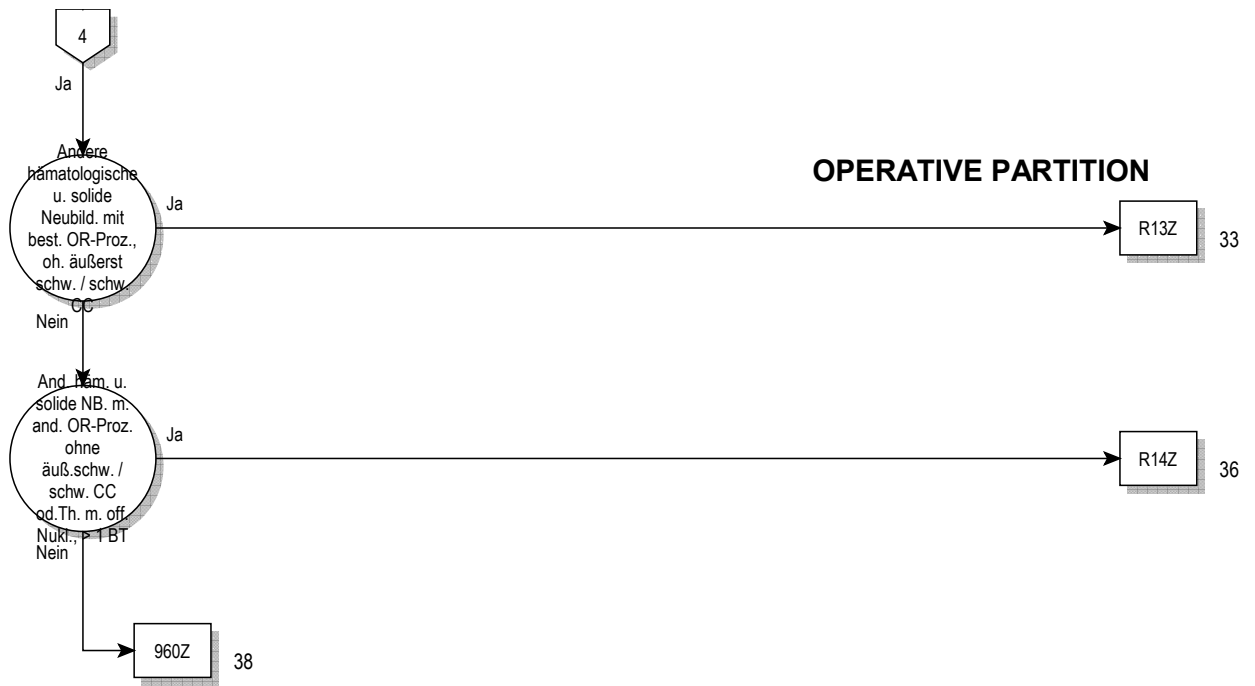 4
Ja
OPERATIVE PARTITION
Andere
hämatologische
u. solide
Neubild. mit
best. OR-Proz.,
oh. äußerst
schw. / schw.
CC
Ja
R13Z
33
Nein
And. häm. u.
solide NB. m.
and. OR-Proz.
ohne
äuß.schw. /
schw. CC
od.Th. m. off.
Nukl., > 1 BT
Ja
R14Z
36
Nein
960Z
38